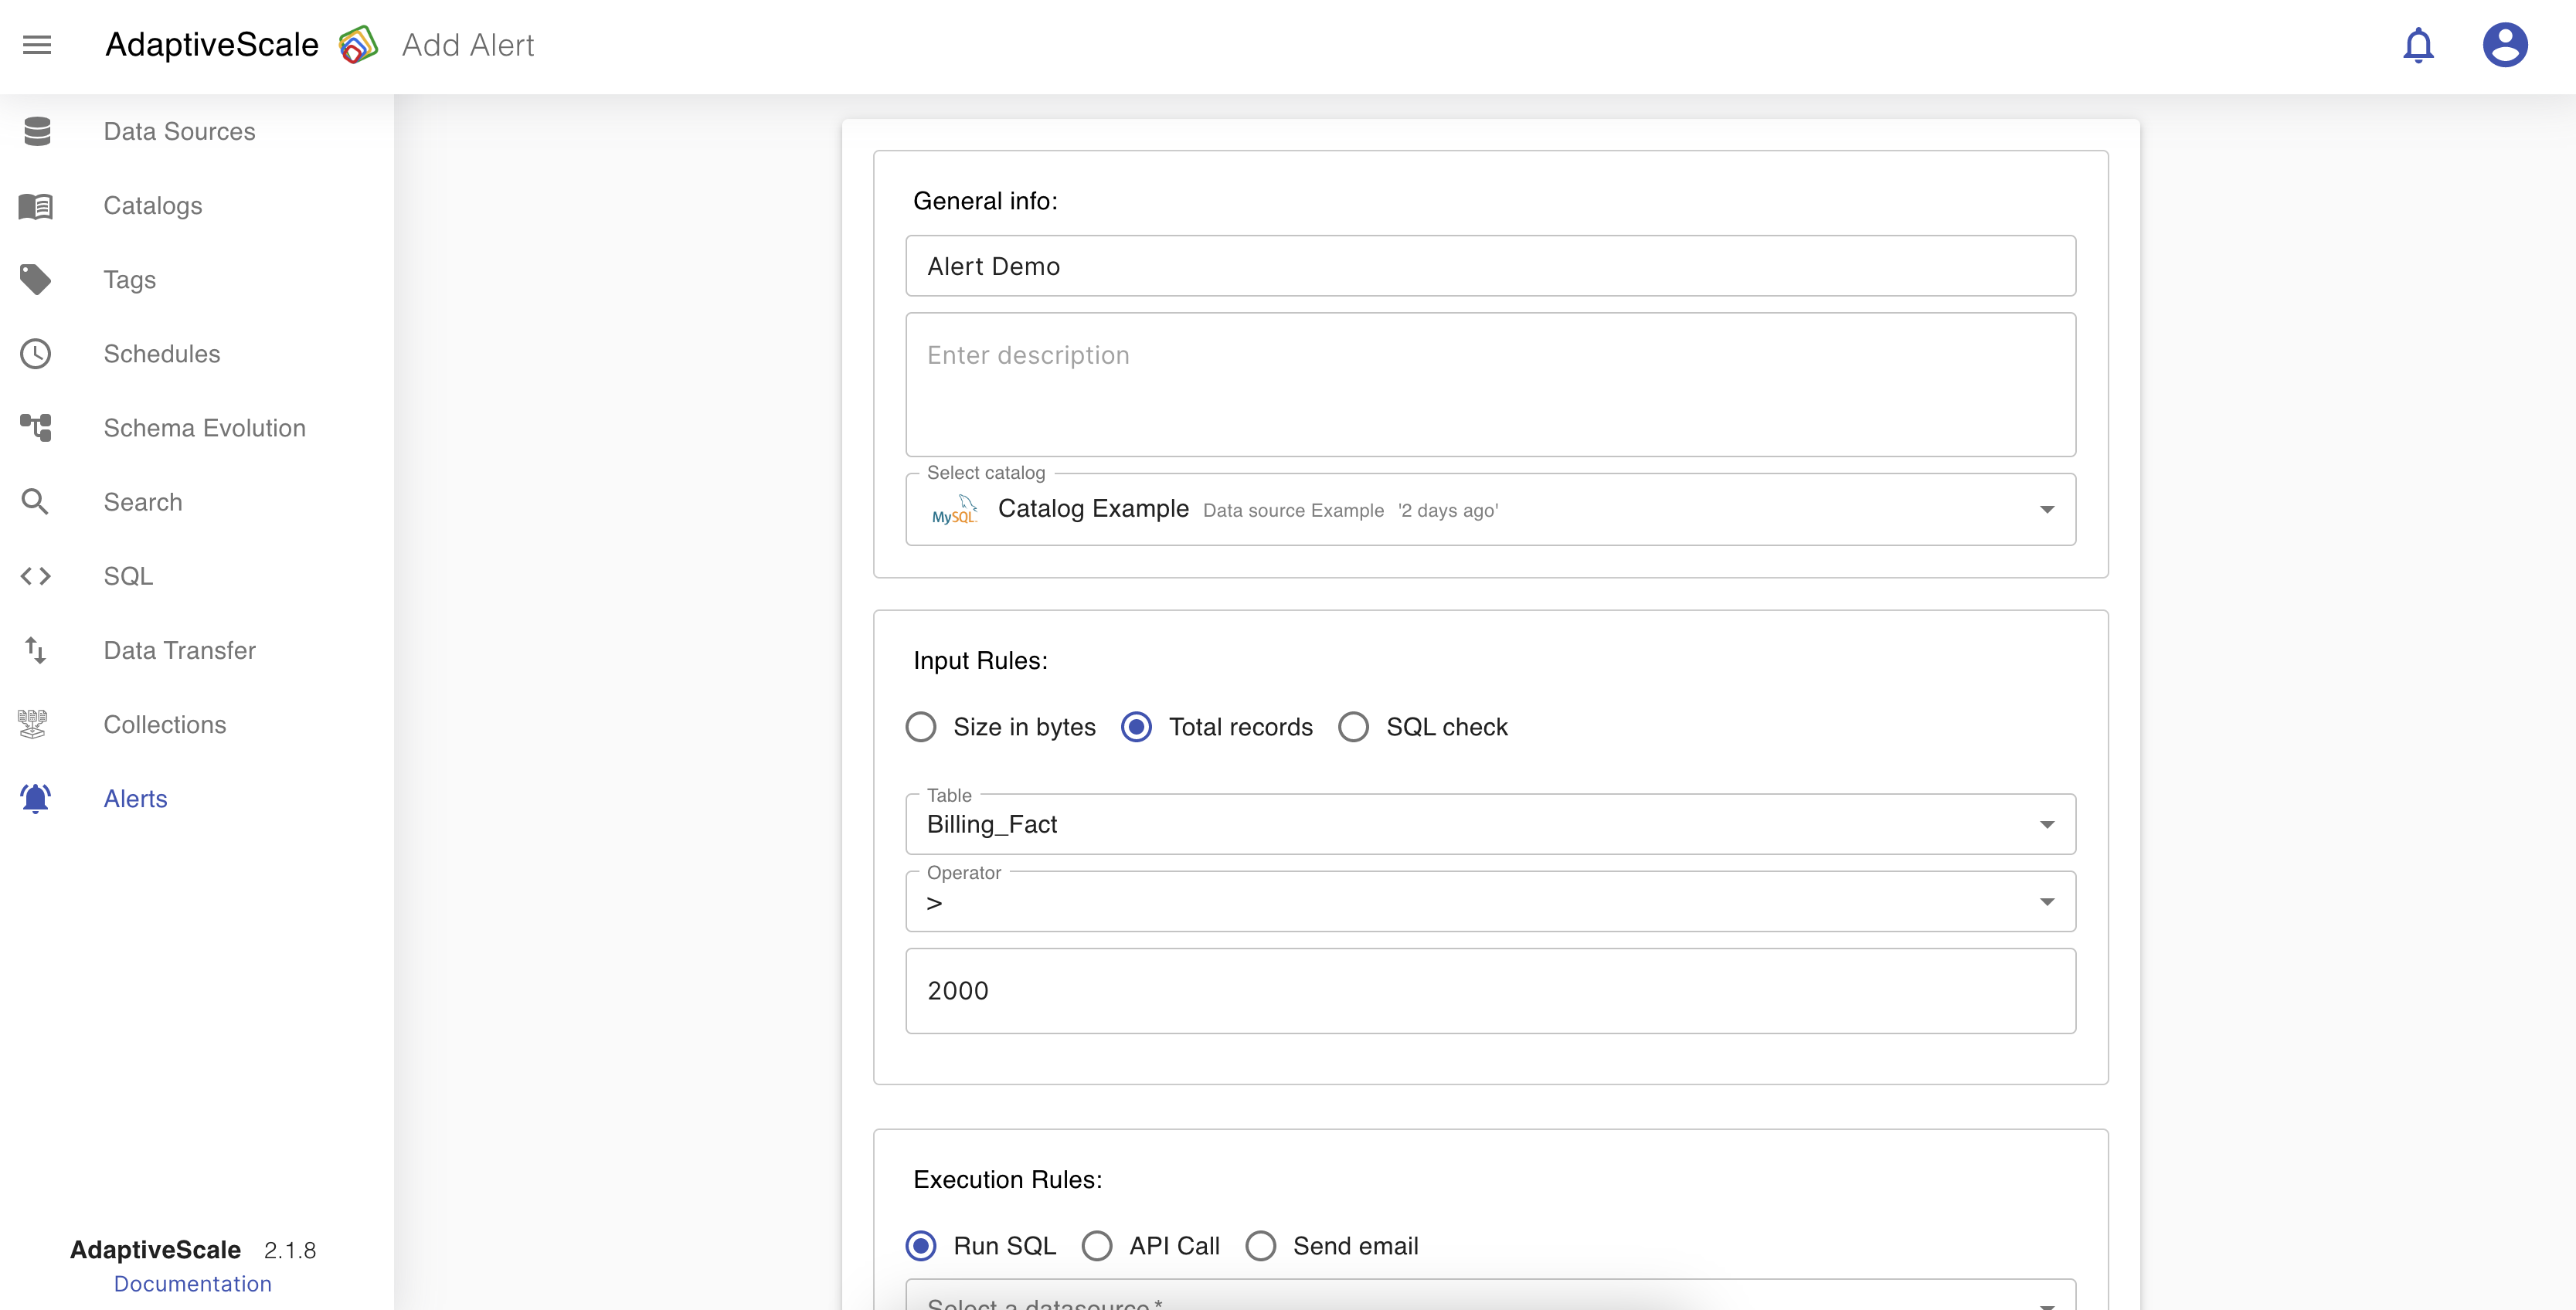 AdaptiveScale Add Alert
Data Sources
Catalogs
Tags
Schedules
Schema Evolution
Search
SQL
Data Transfer
Collections
Alerts
AdaptiveScale 2.1.8
Documentation
General info:
Alert Demo
Enter description
Select catalog
MySQL Catalog Example Data source Example '2 days ago'
Input Rules:
Size in bytes Total records SQL check
Table
Billing_Fact
Operator
>
2000
Execution Rules:
Run SQL API Call Send email
Select a datasource *